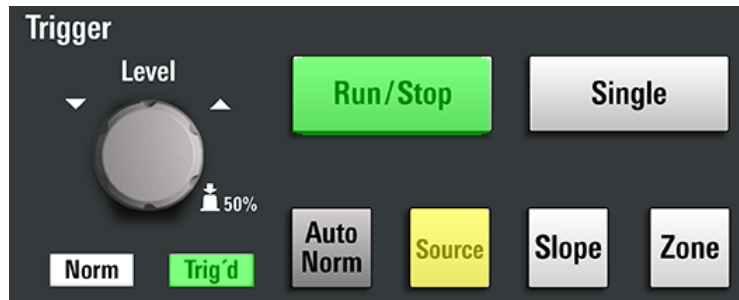 Trigger
Level
Run/Stop
Single
50%
Auto
Norm
Source
Slope
Zone
Norm
Trig´d